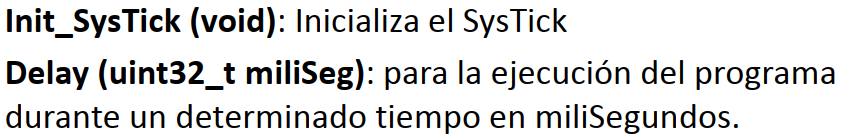 Init_SysTick (void): Inicializa el SysTick
Delay (uint32_t miliSeg): para la ejecución del programa
durante un determinado tiempo en miliSegundos.